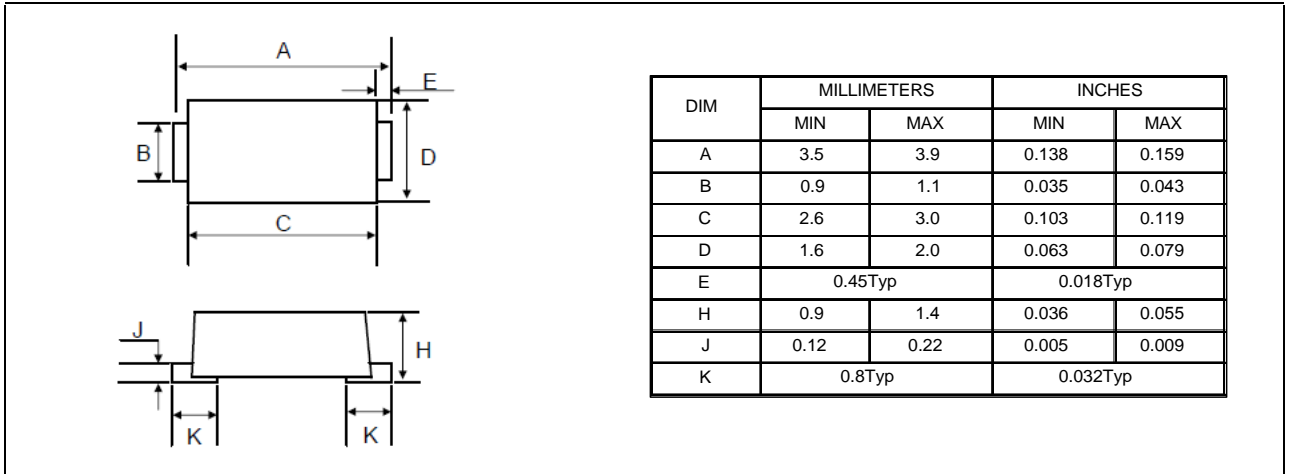 A
E
B
D
C
J
H
K
K
DIM MILLIMETERS INCHES
MIN MAX MIN MAX
A 3.5 3.9 0.138 0.159
B 0.9 1.1 0.035 0.043
C 2.6 3.0 0.103 0.119
D 1.6 2.0 0.063 0.079
E 0.45Typ 0.018Typ
H 0.9 1.4 0.036 0.055
J 0.12 0.22 0.005 0.009
K 0.8Typ 0.032Typ